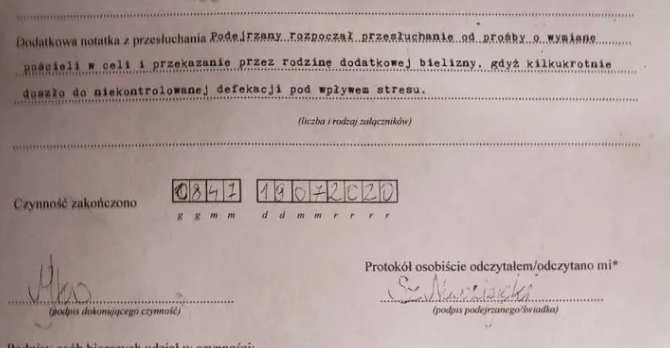 Dodatkowa notatka z przesłuchania Podejrzany rozpoczął przesłuchanie od prośby o wymianę
pościeli w celi i przekazanie przez rodzinę dodatkowej bielizny, gdyż kilkukrotnie
doszło do niekontrolowanej defekacji pod wpływem stresu.
(liczba i rodzaj załączników)
Czynność zakończono 0847 19072020
g g m m d d m m r r r r
Protokół osobiście odczytałem/odczytano mi*
(podpis dokonującego czynność) (podpis podejrzanego/świadka)